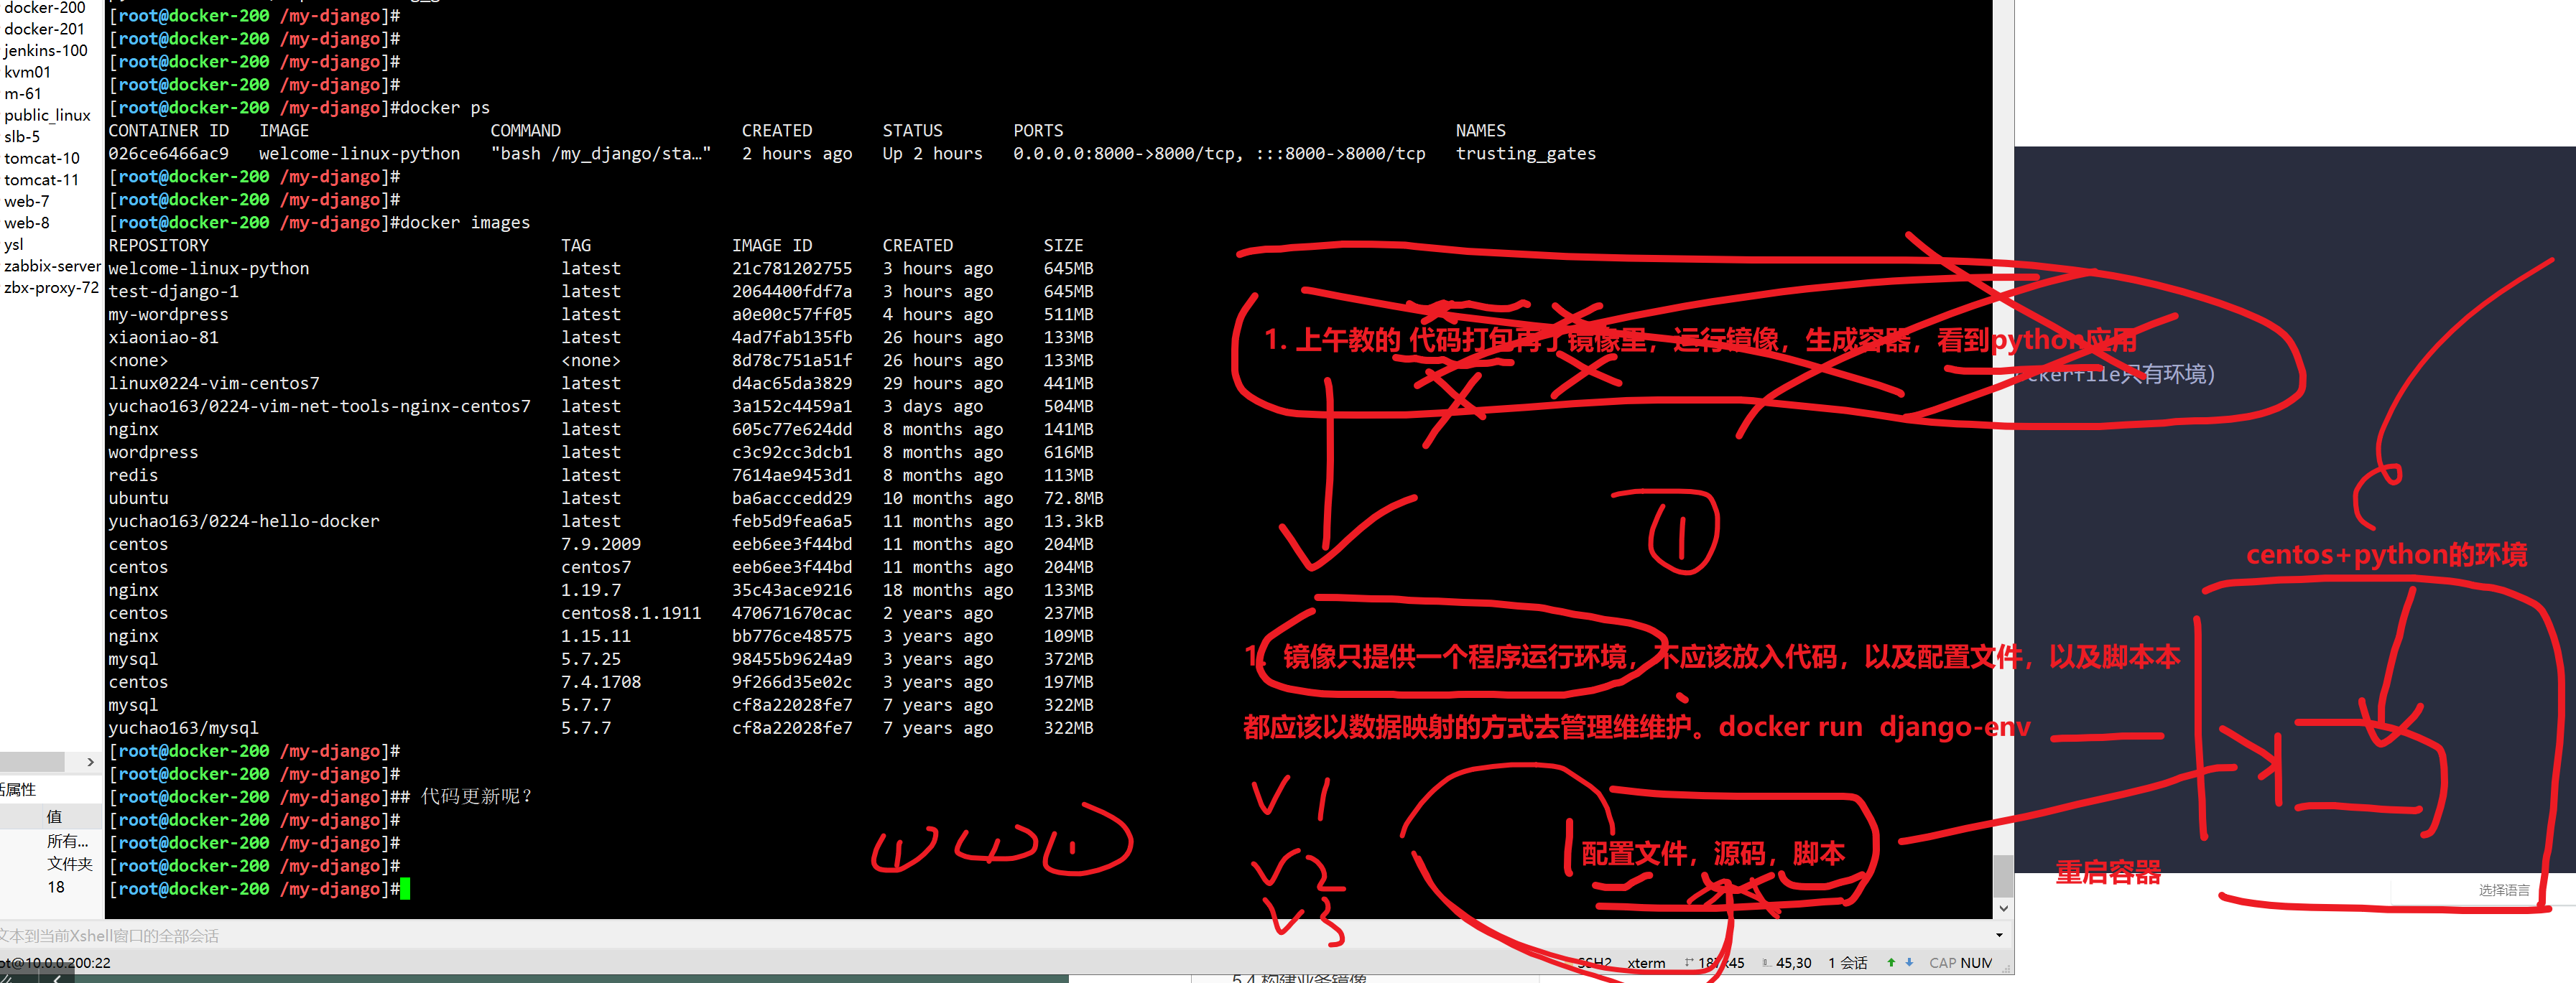 docker-200
docker-201
jenkins-100
kvm01
m-61
public_linux
slb-5
tomcat-10
tomcat-11
web-7
web-8
ysl
zabbix-server
zbx-proxy-72
[root@docker-200 /my-django]#
[root@docker-200 /my-django]#
[root@docker-200 /my-django]#
[root@docker-200 /my-django]#
[root@docker-200 /my-django]#docker ps
CONTAINER ID IMAGE COMMAND CREATED STATUS PORTS NAMES
026ce6466ac9 welcome-linux-python "bash /my_django/sta…" 2 hours ago Up 2 hours 0.0.0.0:8000->8000/tcp, :::8000->8000/tcp trusting_gates
[root@docker-200 /my-django]#
[root@docker-200 /my-django]#
[root@docker-200 /my-django]#docker images
REPOSITORY TAG IMAGE ID CREATED SIZE
welcome-linux-python latest 21c781202755 3 hours ago 645MB
test-django-1 latest 2064400fdf7a 3 hours ago 645MB
my-wordpress latest a0e00c57ff05 4 hours ago 511MB
xiaoniao-81 latest 4ad7fab135fb 26 hours ago 133MB
<none> <none> 8d78c751a51f 26 hours ago 133MB
linux0224-vim-centos7 latest d4ac65da3829 29 hours ago 441MB
yuchao163/0224-vim-net-tools-nginx-centos7 latest 3a152c4459a1 3 days ago 504MB
nginx latest 605c77e624dd 8 months ago 141MB
wordpress latest c3c92cc3dcb1 8 months ago 616MB
redis latest 7614ae9453d1 8 months ago 113MB
ubuntu latest ba6acccedd29 10 months ago 72.8MB
yuchao163/0224-hello-docker latest feb5d9fea6a5 11 months ago 13.3kB
centos 7.9.2009 eeb6ee3f44bd 11 months ago 204MB
centos centos7 eeb6ee3f44bd 11 months ago 204MB
nginx 1.19.7 35c43ace9216 18 months ago 133MB
centos centos8.1.1911 470671670cac 2 years ago 237MB
nginx 1.15.11 bb776ce48575 3 years ago 109MB
mysql 5.7.25 98455b9624a9 3 years ago 372MB
centos 7.4.1708 9f266d35e02c 3 years ago 197MB
mysql 5.7.7 cf8a22028fe7 7 years ago 322MB
yuchao163/mysql 5.7.7 cf8a22028fe7 7 years ago 322MB
[root@docker-200 /my-django]#
[root@docker-200 /my-django]#
[root@docker-200 /my-django]## 代码更新呢?
[root@docker-200 /my-django]#
[root@docker-200 /my-django]#
[root@docker-200 /my-django]#
[root@docker-200 /my-django]#
1. 上午教的 代码打包再了镜像里，运行镜像，生成容器，看到python应用
ckerfile只有环境)
1
centos+python的环境
1. 镜像只提供一个程序运行环境，不应该放入代码，以及配置文件，以及脚本本
都应该以数据映射的方式去管理维维护。docker run django-env
V1
V2
V3
1 1 1
配置文件，源码，脚本
重启容器
选择语言
活属性
值
所有...
文件夹
18
文本到当前Xshell窗口的全部会话
ot@10.0.0.200:22
SSH2 xterm 187x45 45,30 1 会话 CAP NUM
5.4 构建业务镜像